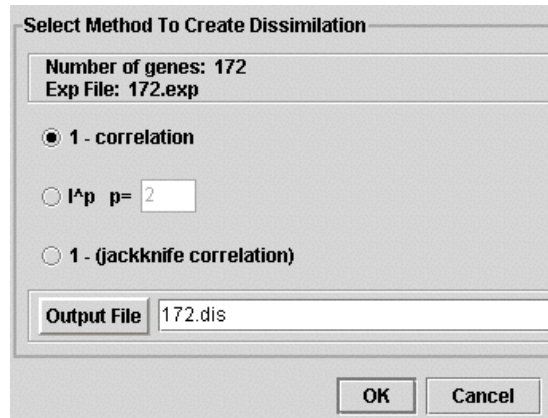 Select Method To Create Dissimilation
Number of genes: 172
Exp File: 172.exp
1 - correlation
l^p p= 2
1 - (jackknife correlation)
Output File 172.dis
OK Cancel